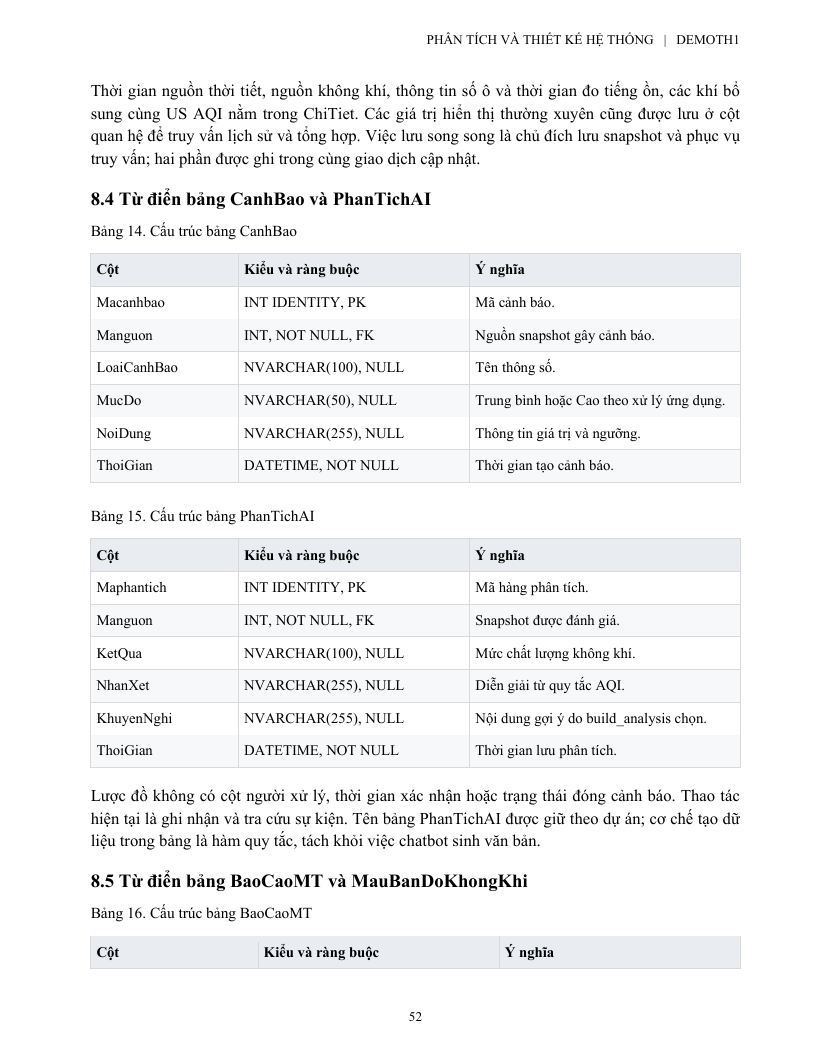 PHÂN TÍCH VÀ THIẾT KẾ HỆ THỐNG | DEMOTH1
Thời gian nguồn thời tiết, nguồn không khí, thông tin số ô và thời gian đo tiếng ồn, các khí bổ
sung cùng US AQI nằm trong ChiTiet. Các giá trị hiển thị thường xuyên cũng được lưu ở cột
quan hệ để truy vấn lịch sử và tổng hợp. Việc lưu song song là chủ đích lưu snapshot và phục vụ
truy vấn; hai phần được ghi trong cùng giao dịch cập nhật.
8.4 Từ điển bảng CanhBao và PhanTichAI
Bảng 14. Cấu trúc bảng CanhBao
Cột Kiểu và ràng buộc Ý nghĩa
Macanhbao INT IDENTITY, PK Mã cảnh báo.
Manguon INT, NOT NULL, FK Nguồn snapshot gây cảnh báo.
LoaiCanhBao NVARCHAR(100), NULL Tên thông số.
MucDo NVARCHAR(50), NULL Trung bình hoặc Cao theo xử lý ứng dụng.
NoiDung NVARCHAR(255), NULL Thông tin giá trị và ngưỡng.
ThoiGian DATETIME, NOT NULL Thời gian tạo cảnh báo.
Bảng 15. Cấu trúc bảng PhanTichAI
Cột Kiểu và ràng buộc Ý nghĩa
Maphantich INT IDENTITY, PK Mã hàng phân tích.
Manguon INT, NOT NULL, FK Snapshot được đánh giá.
KetQua NVARCHAR(100), NULL Mức chất lượng không khí.
NhanXet NVARCHAR(255), NULL Diễn giải từ quy tắc AQI.
KhuyenNghi NVARCHAR(255), NULL Nội dung gợi ý do build_analysis chọn.
ThoiGian DATETIME, NOT NULL Thời gian lưu phân tích.
Lược đồ không có cột người xử lý, thời gian xác nhận hoặc trạng thái đóng cảnh báo. Thao tác
hiện tại là ghi nhận và tra cứu sự kiện. Tên bảng PhanTichAI được giữ theo dự án; cơ chế tạo dữ
liệu trong bảng là hàm quy tắc, tách khỏi việc chatbot sinh văn bản.
8.5 Từ điển bảng BaoCaoMT và MauBanDoKhongKhi
Bảng 16. Cấu trúc bảng BaoCaoMT
Cột Kiểu và ràng buộc Ý nghĩa
52